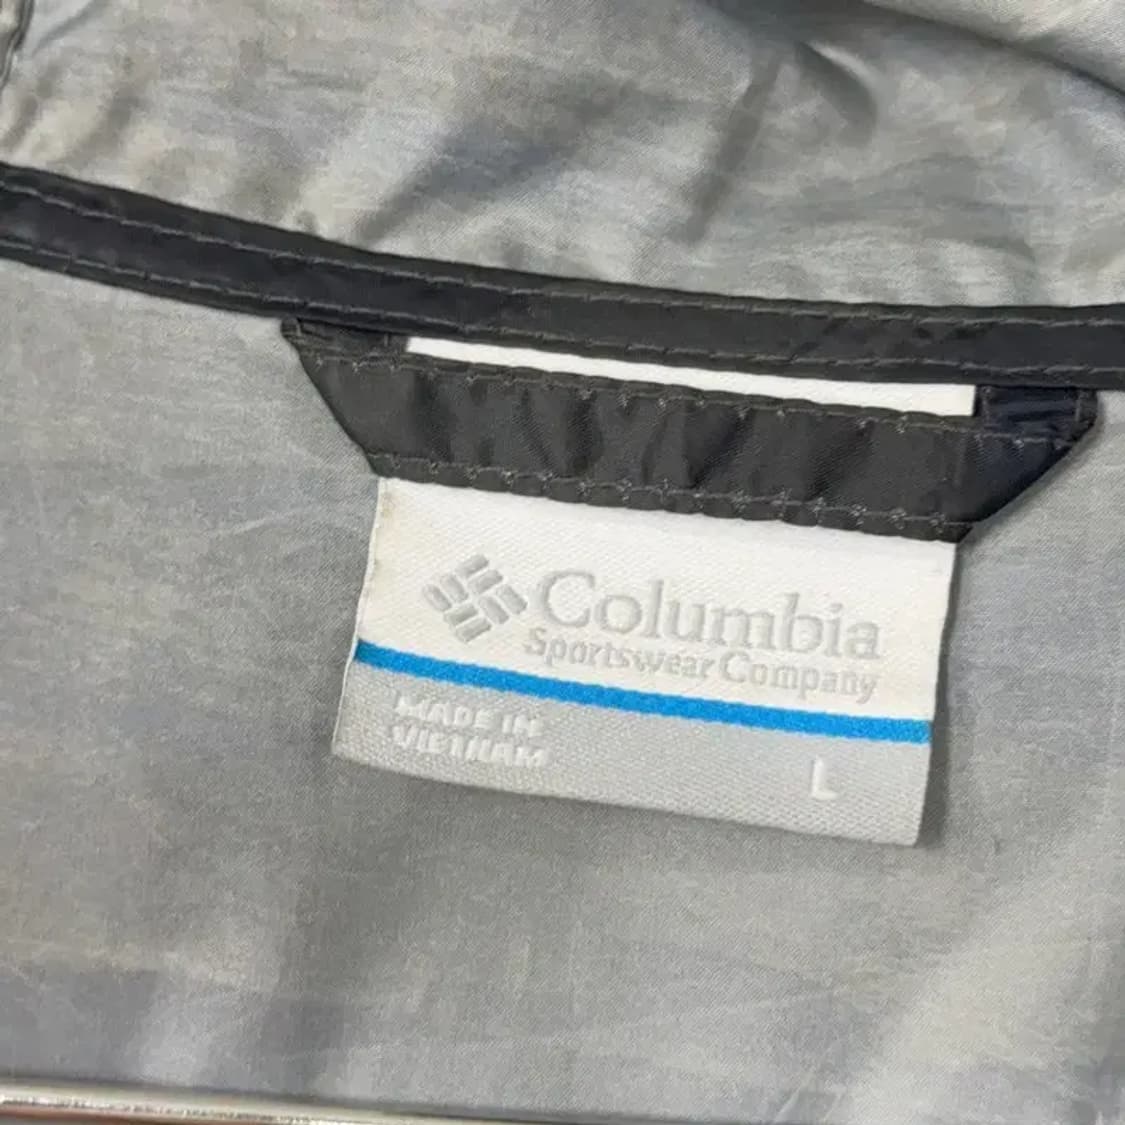 Columbia
Sportswear Company
MADE IN
VIETNAM
L